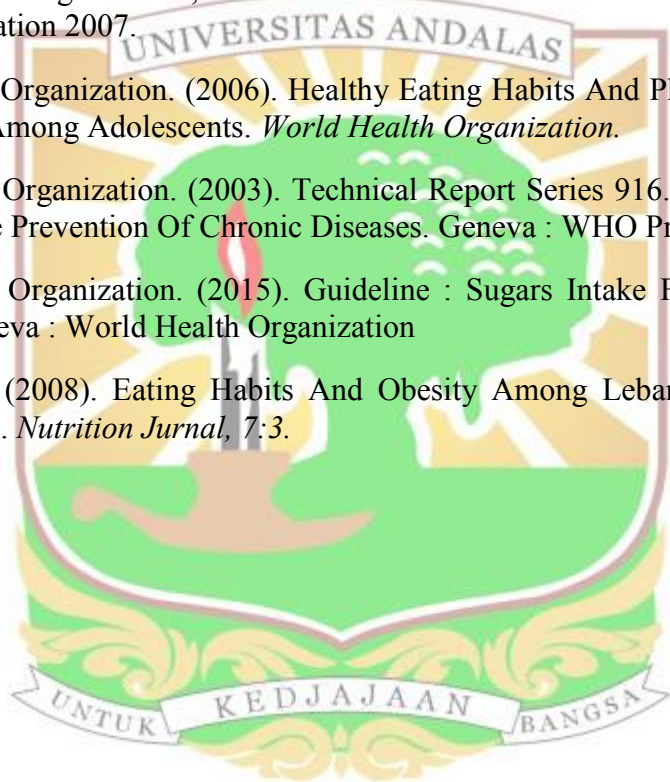 ation 2007.
UNIVERSITAS ANDALAS
Organization. (2006). Healthy Eating Habits And Pl
Among Adolescents. World Health Organization.
Organization. (2003). Technical Report Series 916.
e Prevention Of Chronic Diseases. Geneva : WHO Pr
Organization. (2015). Guideline : Sugars Intake F
eva : World Health Organization
(2008). Eating Habits And Obesity Among Leban
. Nutrition Jurnal, 7:3.
UNTUK KEDJAJAAN BANGSA